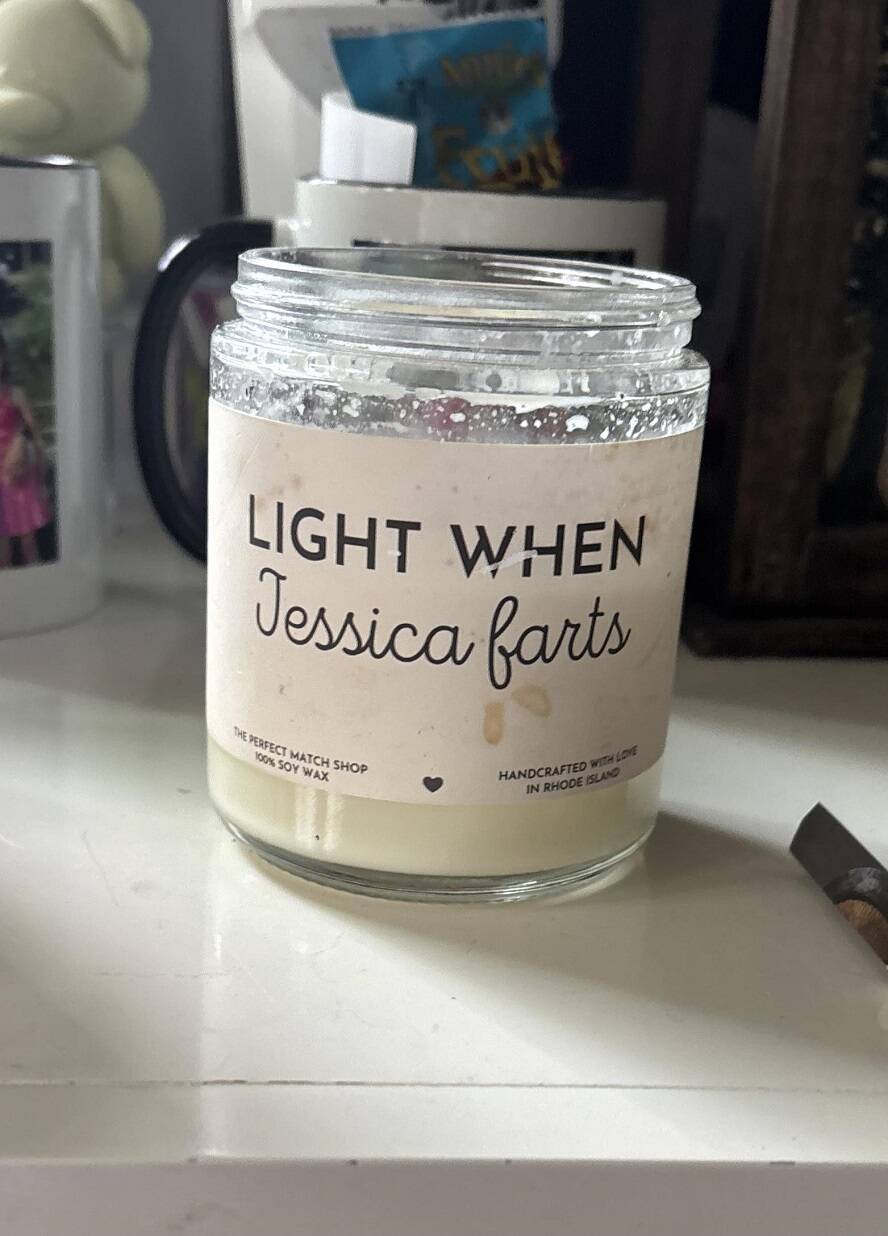 LIGHT WHEN
Jessica farts
THE PERFECT MATCH SHOP
100% SOY WAX
HANDCRAFTED WITH LOVE
IN RHODE ISLAND